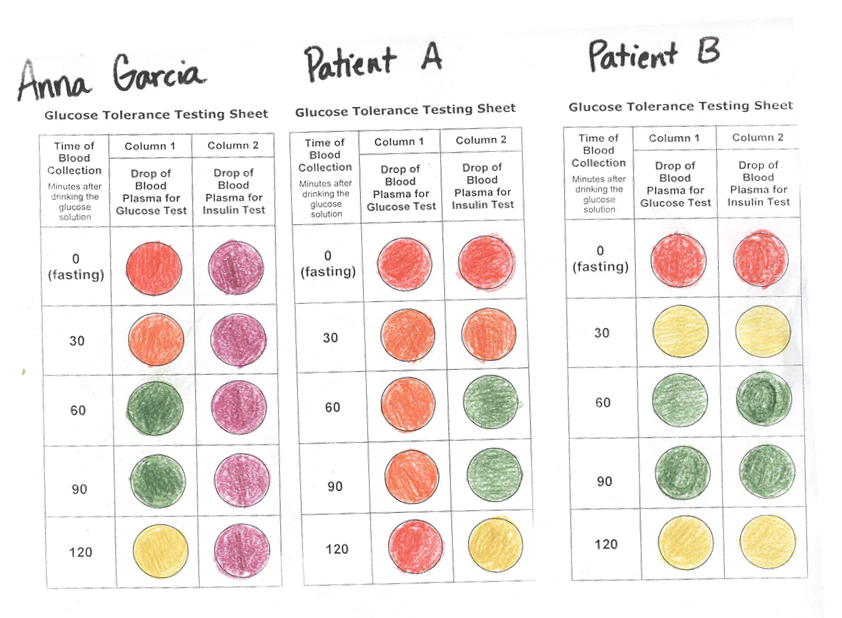 Anna Garcia
Glucose Tolerance Testing Sheet
Time of
Blood
Collection
Minutes after
drinking the
glucose
solution
Column 1
Drop of
Blood
Plasma for
Glucose Test
Column 2
Drop of
Blood
Plasma for
Insulin Test
0
(fasting)
30
60
90
120
Patient A
Glucose Tolerance Testing Sheet
Time of
Blood
Collection
Minutes after
drinking the
glucose
solution
Column 1
Drop of
Blood
Plasma for
Glucose Test
Column 2
Drop of
Blood
Plasma for
Insulin Test
0
(fasting)
30
60
90
120
Patient B
Glucose Tolerance Testing Sheet
Time of
Blood
Collection
Minutes after
drinking the
glucose
solution
Column 1
Drop of
Blood
Plasma for
Glucose Test
Column 2
Drop of
Blood
Plasma for
Insulin Test
0
(fasting)
30
60
90
120